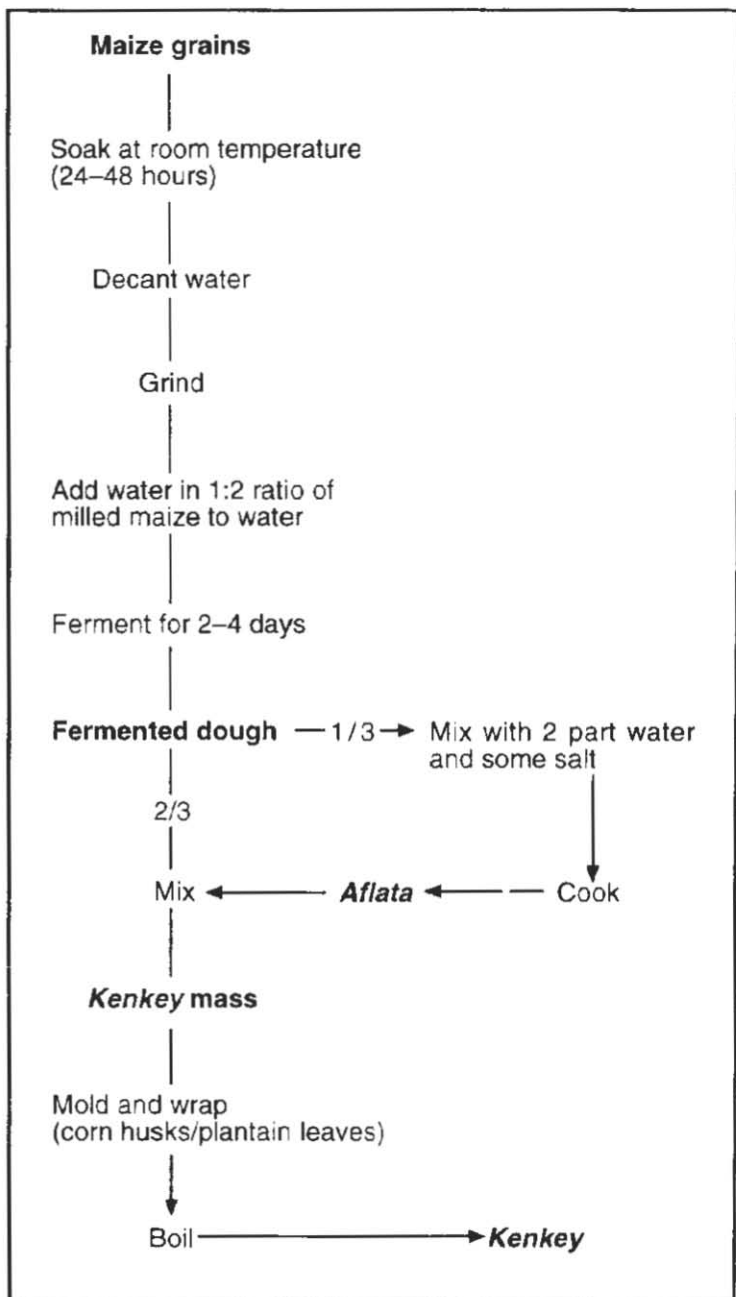 Maize grains
Soak at room temperature
(24–48 hours)
Decant water
Grind
Add water in 1:2 ratio of
milled maize to water
Ferment for 2–4 days
Fermented dough 1/3 Mix with 2 part water
and some salt
2/3
Mix Aflata Cook
Kenkey mass
Mold and wrap
(corn husks/plantain leaves)
Boil Kenkey